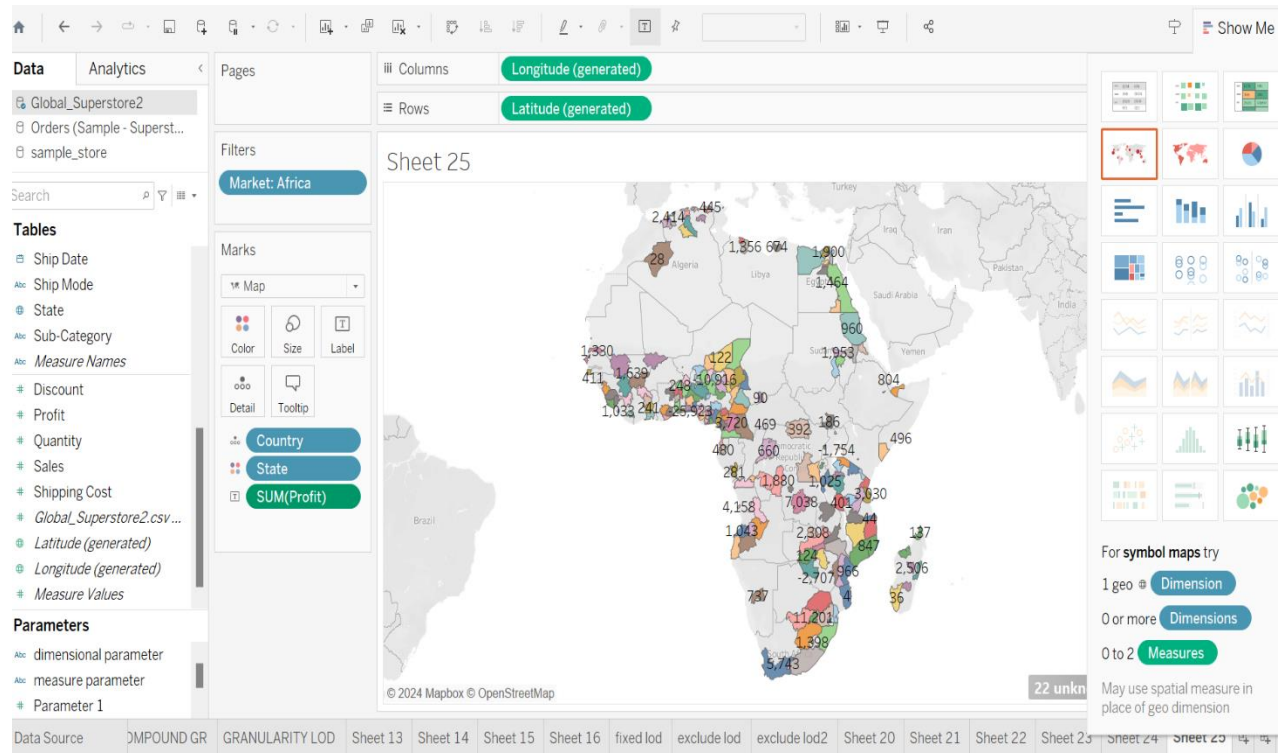 Show Me
Data
Analytics
Global_Superstore2
Orders (Sample - Superst...
sample_store
Search
Tables
Ship Date
Abc Ship Mode
State
Abc Sub-Category
Abc Measure Names
# Discount
# Profit
# Quantity
# Sales
# Shipping Cost
# Global_Superstore2.csv ...
Latitude (generated)
Longitude (generated)
# Measure Values
Parameters
Abc dimensional parameter
Abc measure parameter
# Parameter 1
Pages
Filters
Market: Africa
Marks
Map
Color
Size
Label
Detail
Tooltip
Country
State
SUM(Profit)
Columns
Longitude (generated)
Rows
Latitude (generated)
Sheet 25
Turkey
2,414
445
1,356
674
1,900
Iraq
Iran
28
Algeria
Libya
1,464
Pakistan
Saudi Arabia
India
960
1,330
122
1,953
Yemen
411
1,639
248
-10,916
804
1,033
241
-25,923
90
3,720
469
392
186
496
480
660
-1,754
281
1,880
1,025
Brazil
4,158
7,038
401
3,030
1,043
2,308
44
137
124
847
-2,707
966
2,506
737
4
36
11,201
1,398
5,743
© 2024 Mapbox © OpenStreetMap
22 unkn
For symbol maps try
1 geo Dimension
0 or more Dimensions
0 to 2 Measures
May use spatial measure in
place of geo dimension
Data Source
OMPOUND GR
GRANULARITY LOD
Sheet 13
Sheet 14
Sheet 15
Sheet 16
fixed lod
exclude lod
exclude lod2
Sheet 20
Sheet 21
Sheet 22
Sheet 23
Sheet 24
Sheet 25